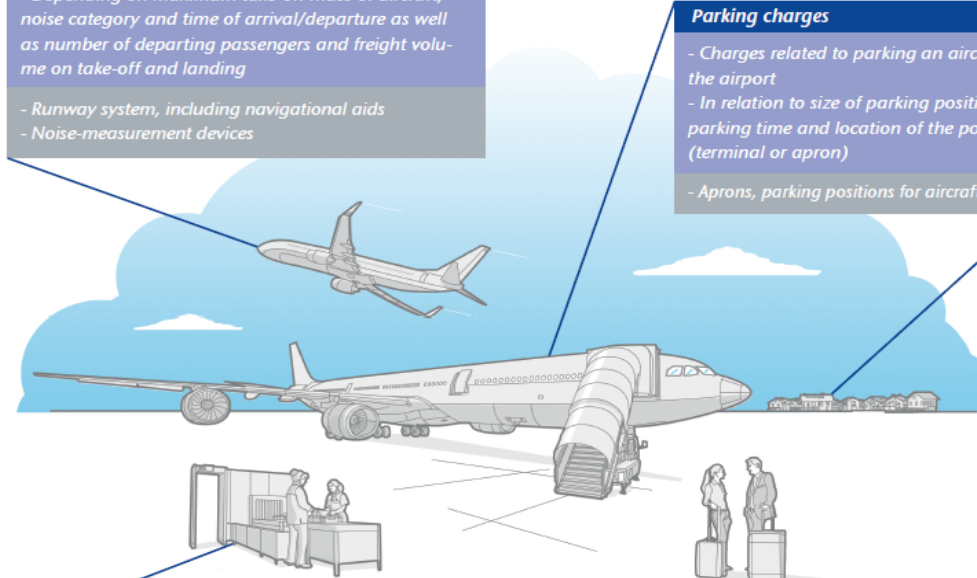 noise category and time of arrival/departure as well
as number of departing passengers and freight volu-
me on take-off and landing
- Runway system, including navigational aids
- Noise-measurement devices
Parking charges
- Charges related to parking an
the airport
- In relation to size of parking
parking time and location of the
(terminal or apron)
- Aprons, parking positions for aircraft